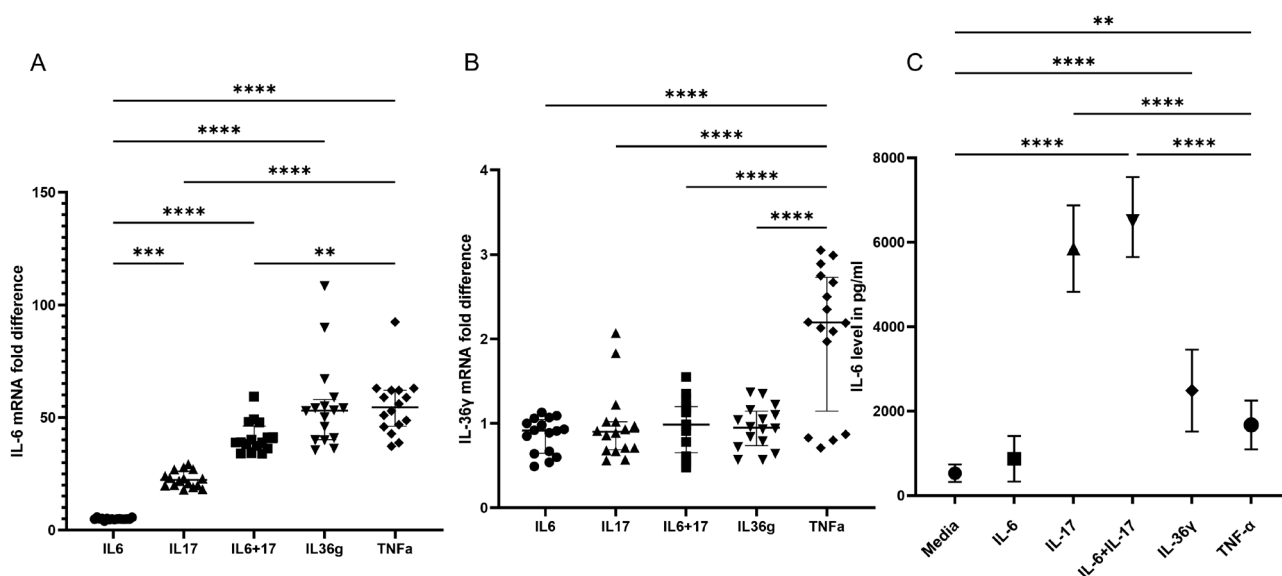 A
****
****
****
****
***
**
IL-6 mRNA fold difference
150
100
50
0
IL6
IL17
IL6+17
IL36g
TNFa
B
****
****
****
****
IL-36γ mRNA fold difference
4
3
2
1
0
IL6
IL17
IL6+17
IL36g
TNFa
C
**
****
****
****
****
IL-6 level in pg/ml
8000
6000
4000
2000
0
Media
IL-6
IL-17
IL-6+IL-17
IL-36γ
TNF-α